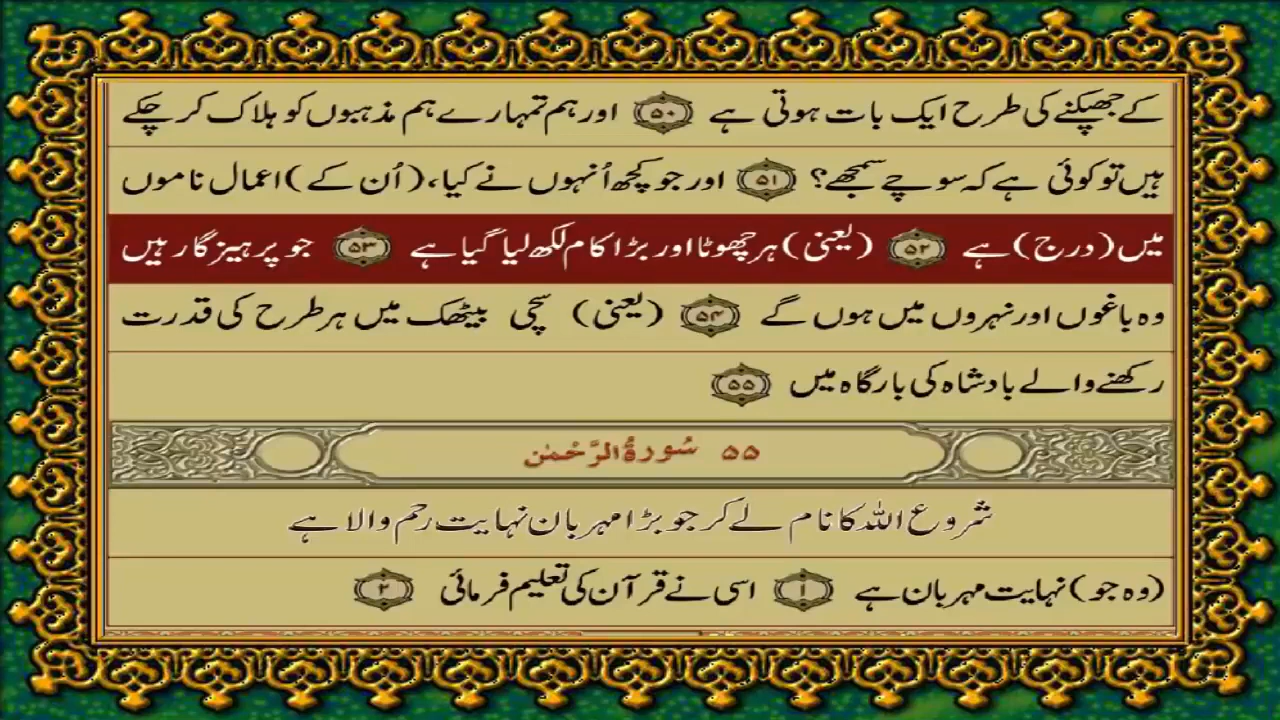 کے جھپکنے کی طرح ایک بات ہوتی ہے ۵۰ اور ہم تمہارے ہم مذہبوں کو ہلاک کر چکے
ہیں تو کوئی ہے کہ سوچے سمجھے؟ ۵۱ اور جو کچھ اُنہوں نے کیا، (اُن کے) اعمال ناموں
میں (درج) ہے ۵۲ (یعنی) ہر چھوٹا اور بڑا کام لکھ لیا گیا ہے ۵۳ جو پرہیزگار ہیں
وہ باغوں اور نہروں میں ہوں گے ۵۴ (یعنی) سچی بیٹھک میں ہر طرح کی قدرت
رکھنے والے بادشاہ کی بارگاہ میں ۵۵
۵۵ سُورۃُ الرَّحْمٰن
شروع اللہ کا نام لے کر جو بڑا مہربان نہایت رحم والا ہے
(وہ جو) نہایت مہربان ہے ۱ اسی نے قرآن کی تعلیم فرمائی ۲